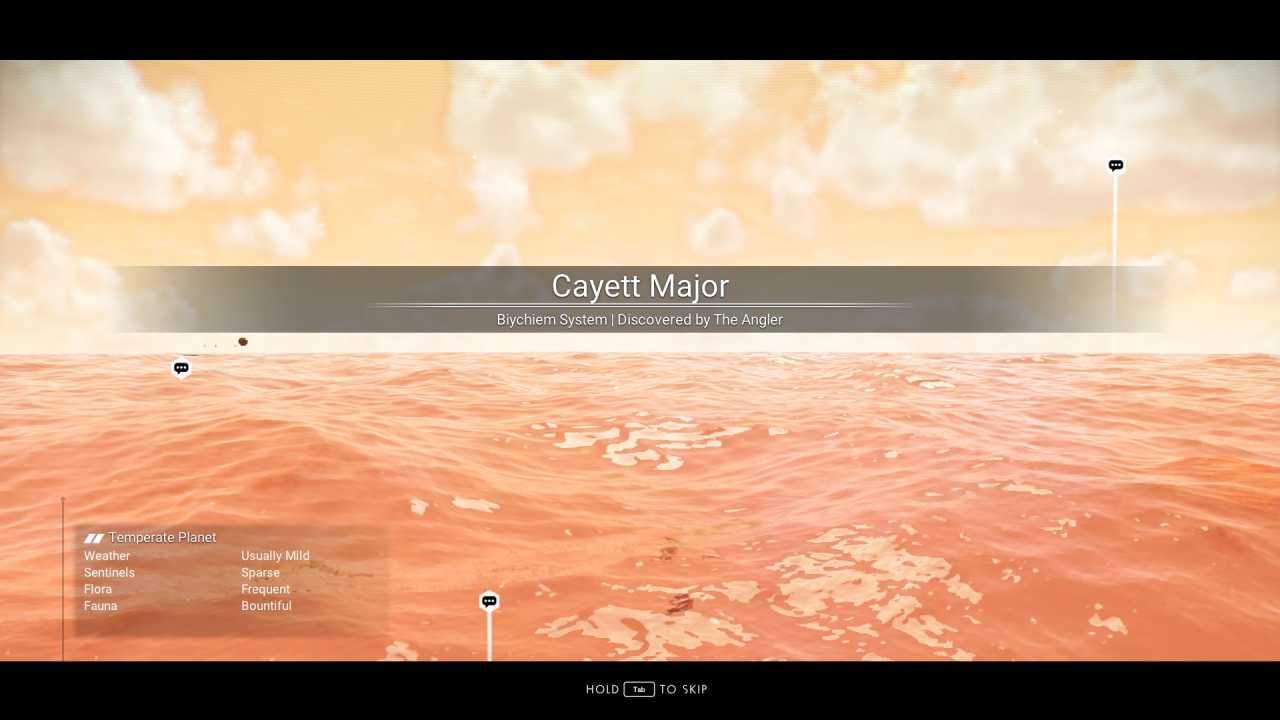 Cayett Major
Biychiem System | Discovered by The Angler
Temperate Planet
Weather Usually Mild
Sentinels Sparse
Flora Frequent
Fauna Bountiful
HOLD Tab TO SKIP